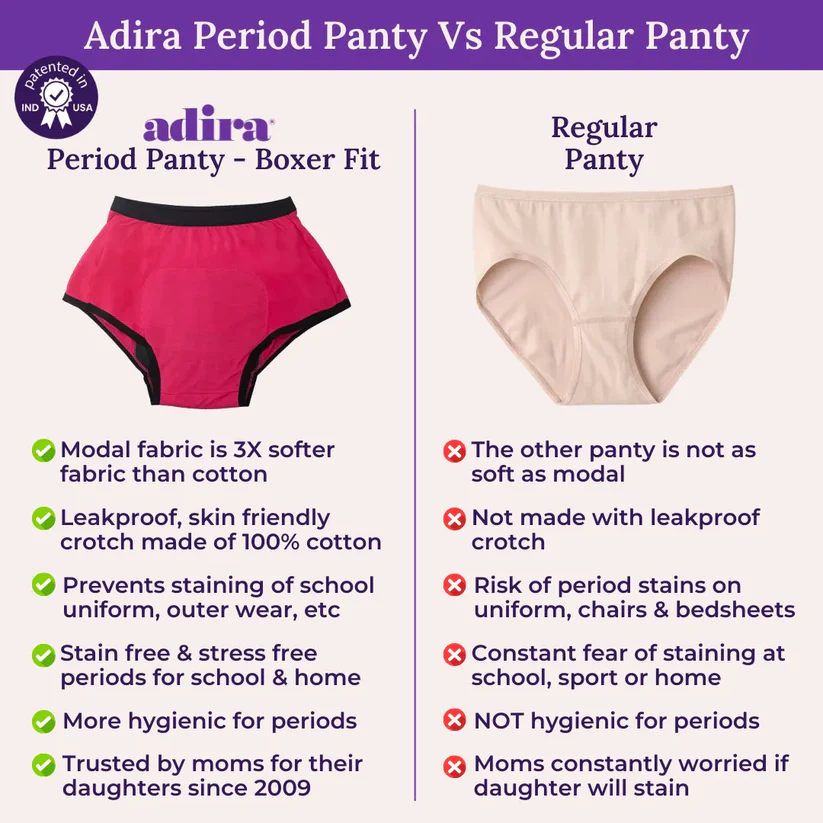 Adira Period Panty Vs Regular Panty
patented in
IND USA
adira®
Period Panty - Boxer Fit
Modal fabric is 3X softer
fabric than cotton
Leakproof, skin friendly
crotch made of 100% cotton
Prevents staining of school
uniform, outer wear, etc
Stain free & stress free
periods for school & home
More hygienic for periods
Trusted by moms for their
daughters since 2009
Regular
Panty
The other panty is not as
soft as modal
Not made with leakproof
crotch
Risk of period stains on
uniform, chairs & bedsheets
Constant fear of staining at
school, sport or home
NOT hygienic for periods
Moms constantly worried if
daughter will stain